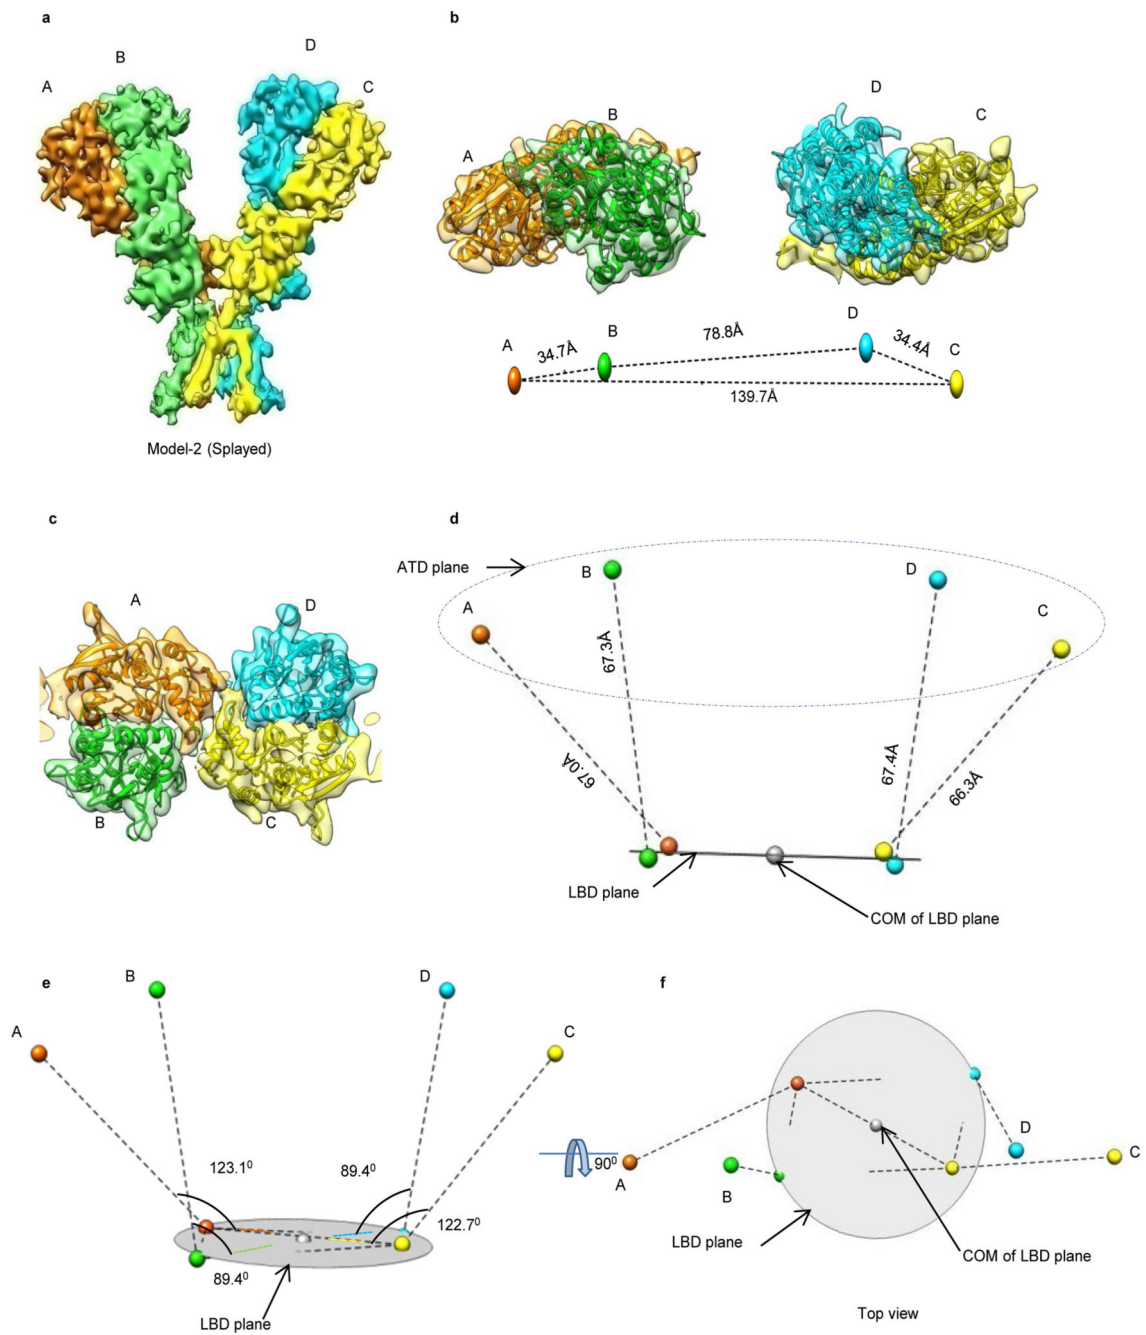 a
B
D
A
C
Model-2 (Splayed)
b
D
B
C
A
D
B
A
78.8Å
34.7Å
34.4Å
C
139.7Å
c
A
D
B
C
d
ATD plane
B
D
A
C
67.3Å
67.0Å
67.4Å
66.3Å
LBD plane
COM of LBD plane
e
B
D
A
C
123.1⁰
89.4⁰
122.7⁰
89.4⁰
LBD plane
f
90⁰
A
B
D
C
LBD plane
COM of LBD plane
Top view